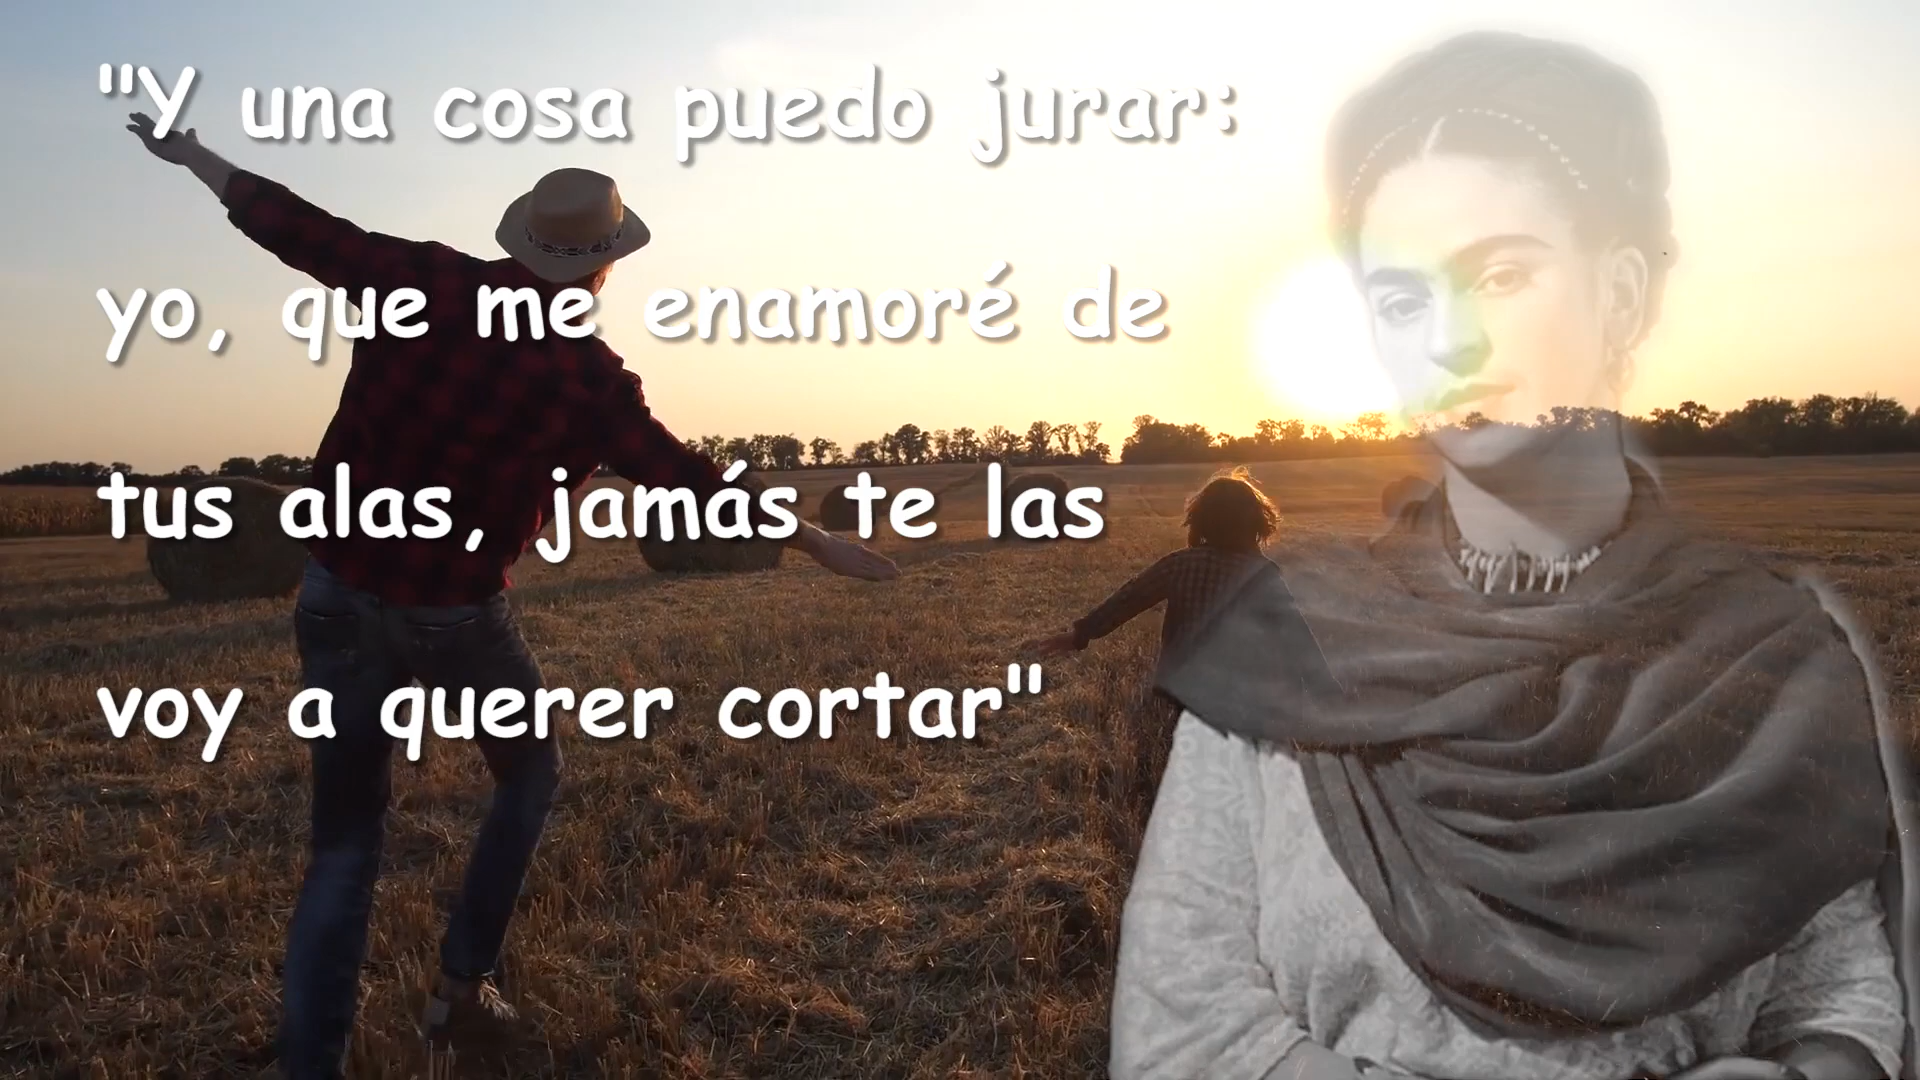 "Y una cosa puedo jurar:
yo, que me enamoré de
tus alas, jamás te las
voy a querer cortar"